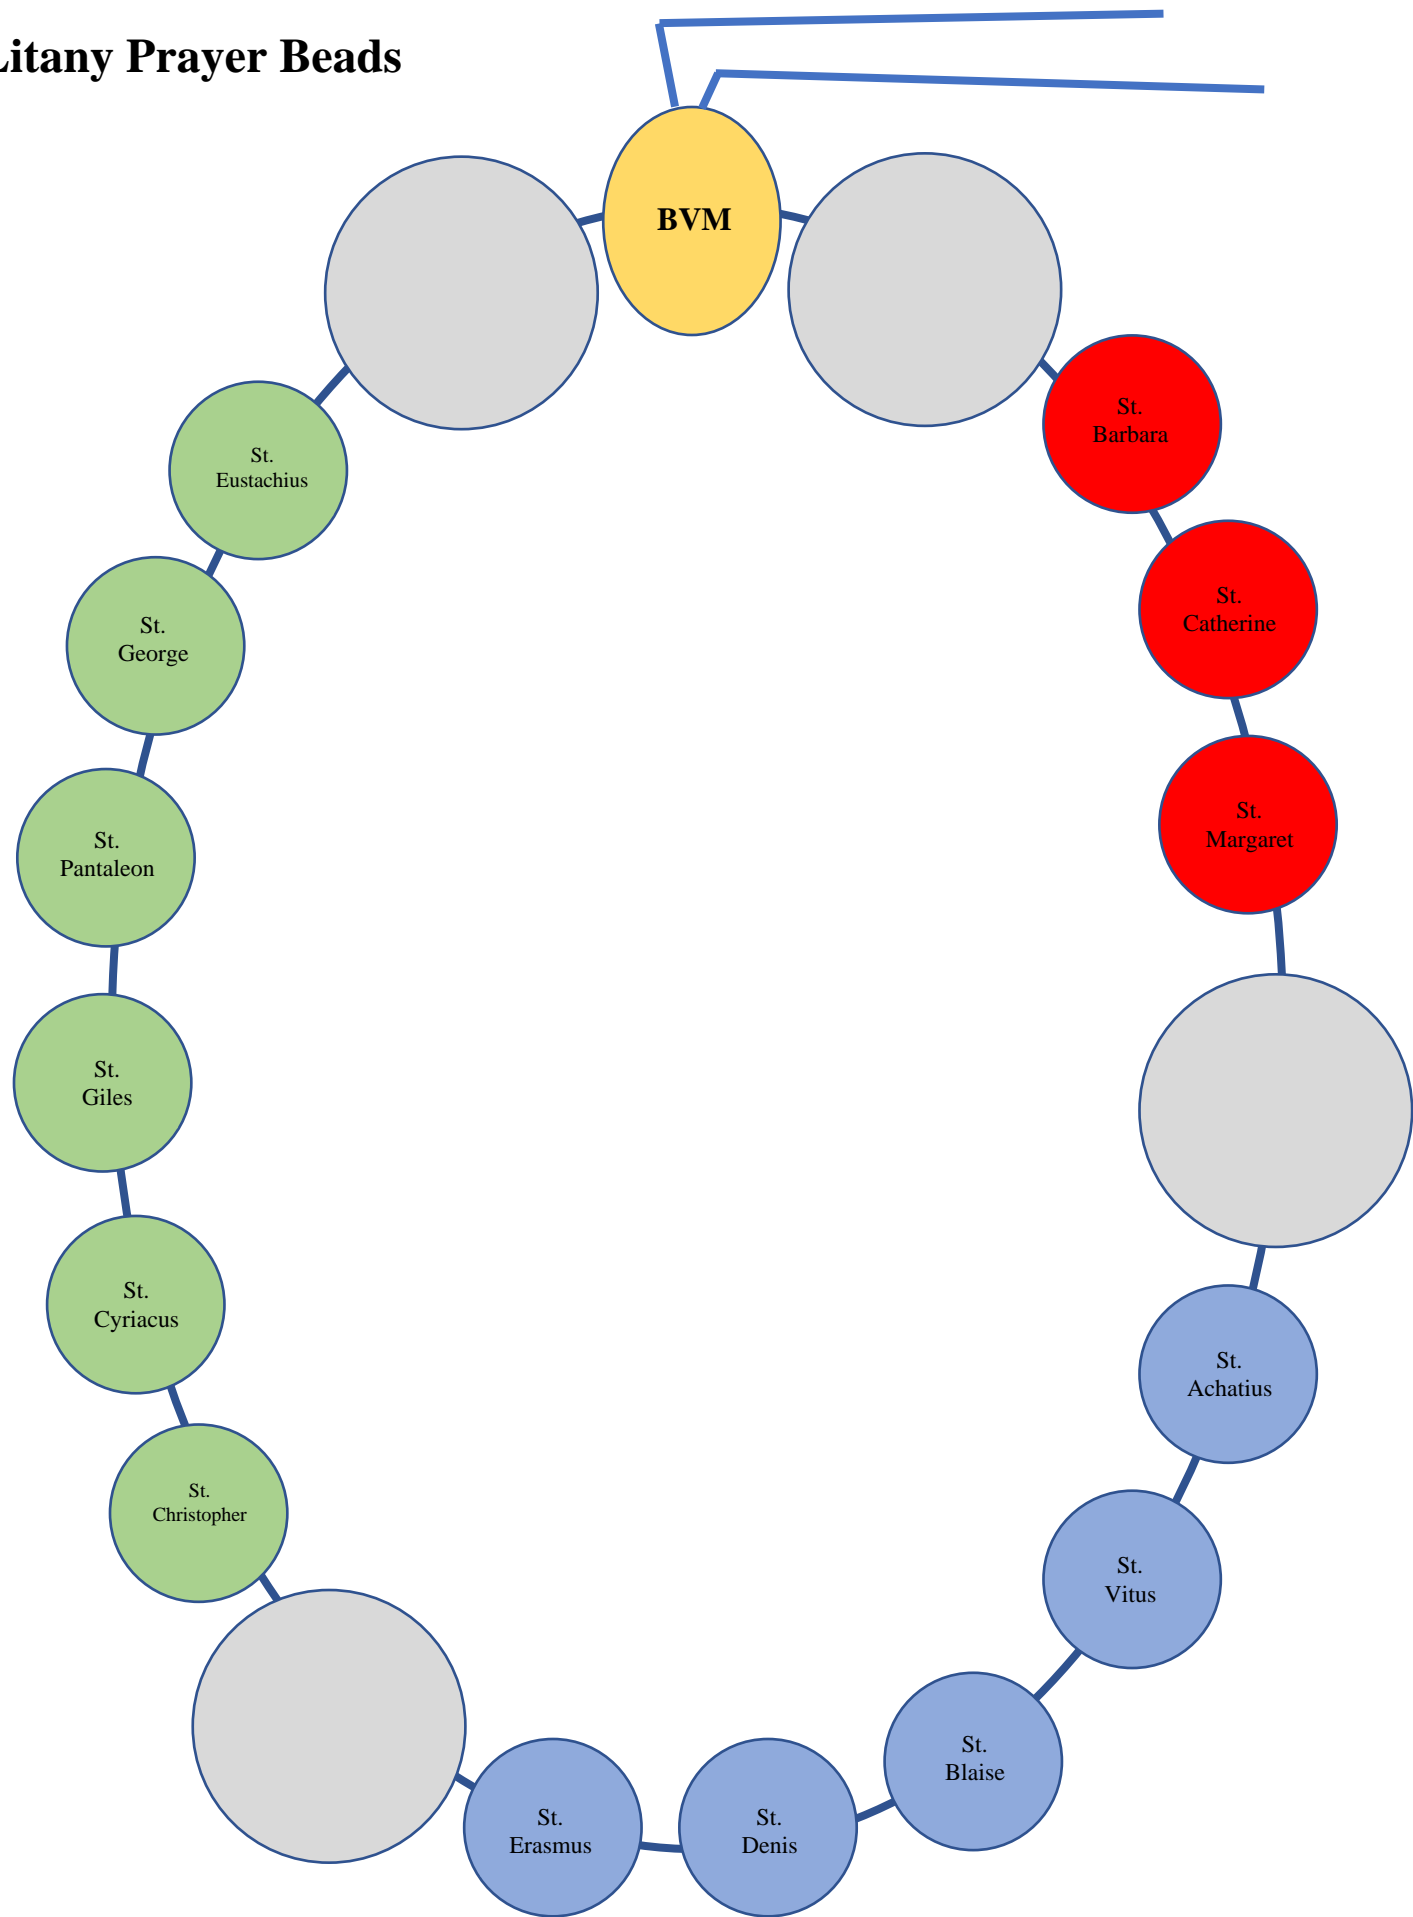 Litany Prayer Beads
BVM
St.
Barbara
St.
Catherine
St.
Margaret
St.
Achatius
St.
Vitus
St.
Blaise
St.
Denis
St.
Erasmus
St.
Christopher
St.
Cyriacus
St.
Giles
St.
Pantaleon
St.
George
St.
Eustachius